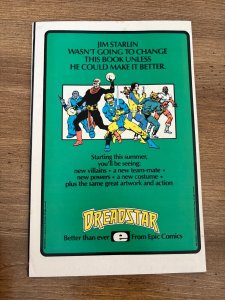 JIM STARLIN
WASN'T GOING TO CHANGE
THIS BOOK UNLESS
HE COULD MAKE IT BETTER.
Starting this summer,
you'll be seeing:
new villains • a new team-mate •
new powers • a new costume •
plus the same great artwork and action
DREADSTAR
Better than ever e From Epic Comics